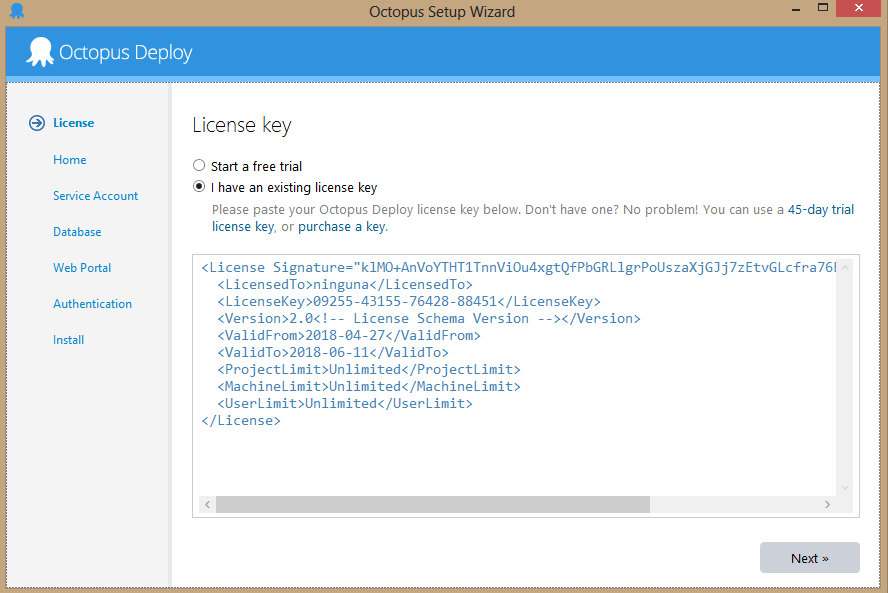 Octopus Setup Wizard
Octopus Deploy
License
Home
Service Account
Database
Web Portal
Authentication
Install
License key
Start a free trial
I have an existing license key
Please paste your Octopus Deploy license key below. Don't have one? No problem! You can use a 45-day trial
license key, or purchase a key.
<License Signature="
  <LicensedTo>ninguna</LicensedTo>
  <LicenseKey>09255-43155-76428-88451</LicenseKey>
  <Version>2.0<!-- License Schema Version --></Version>
  <ValidFrom>2018-04-27</ValidFrom>
  <ValidTo>2018-06-11</ValidTo>
  <ProjectLimit>Unlimited</ProjectLimit>
  <MachineLimit>Unlimited</MachineLimit>
  <UserLimit>Unlimited</UserLimit>
</License>
Next »